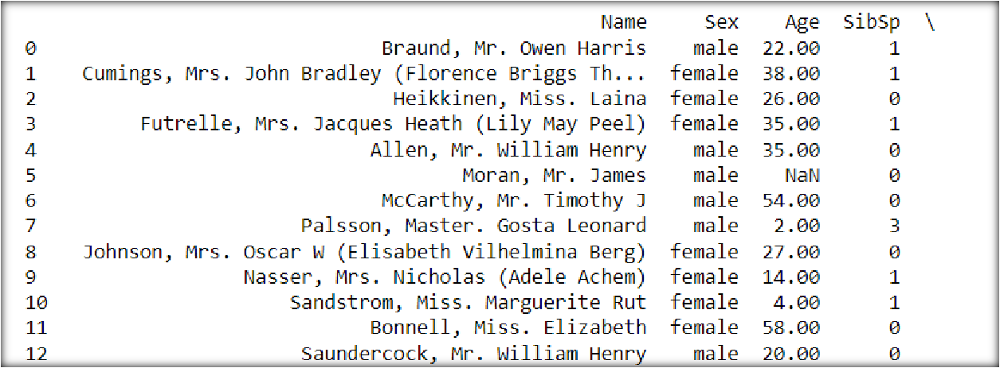 Name Sex Age SibSp \
0 Braund, Mr. Owen Harris male 22.00 1
1 Cumings, Mrs. John Bradley (Florence Briggs Th... female 38.00 1
2 Heikkinen, Miss. Laina female 26.00 0
3 Futrelle, Mrs. Jacques Heath (Lily May Peel) female 35.00 1
4 Allen, Mr. William Henry male 35.00 0
5 Moran, Mr. James male NaN 0
6 McCarthy, Mr. Timothy J male 54.00 0
7 Palsson, Master. Gosta Leonard male 2.00 3
8 Johnson, Mrs. Oscar W (Elisabeth Vilhelmina Berg) female 27.00 0
9 Nasser, Mrs. Nicholas (Adele Achem) female 14.00 1
10 Sandstrom, Miss. Marguerite Rut female 4.00 1
11 Bonnell, Miss. Elizabeth female 58.00 0
12 Saundercock, Mr. William Henry male 20.00 0